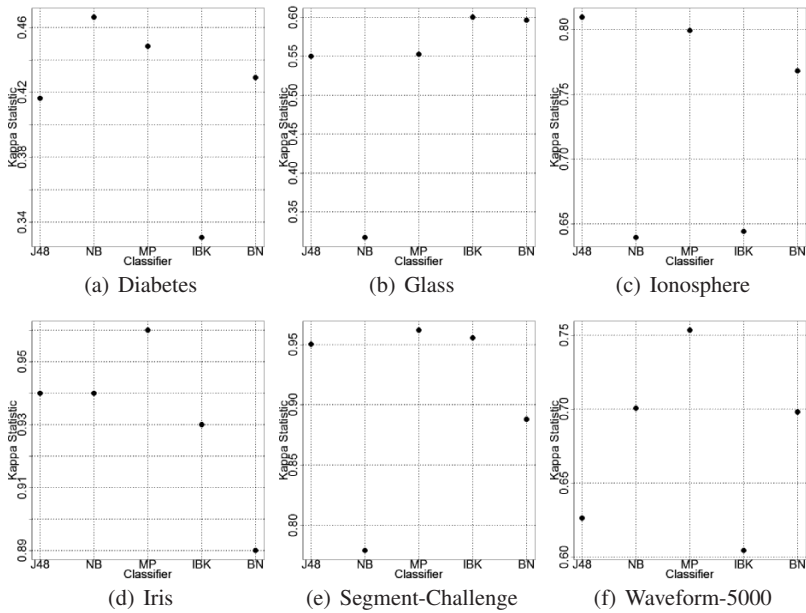 Kappa Statistic
0.34 0.38 0.42 0.46
J48 NB MP IBK BN
Classifier
(a) Diabetes
Kappa Statistic
0.35 0.40 0.45 0.50 0.55 0.60
J48 NB MP IBK BN
Classifier
(b) Glass
Kappa Statistic
0.65 0.70 0.75 0.80
J48 NB MP IBK BN
Classifier
(c) Ionosphere
Kappa Statistic
0.89 0.91 0.93 0.95
J48 NB MP IBK BN
Classifier
(d) Iris
Kappa Statistic
0.80 0.85 0.90 0.95
J48 NB MP IBK BN
Classifier
(e) Segment-Challenge
Kappa Statistic
0.60 0.65 0.70 0.75
J48 NB MP IBK BN
Classifier
(f) Waveform-5000